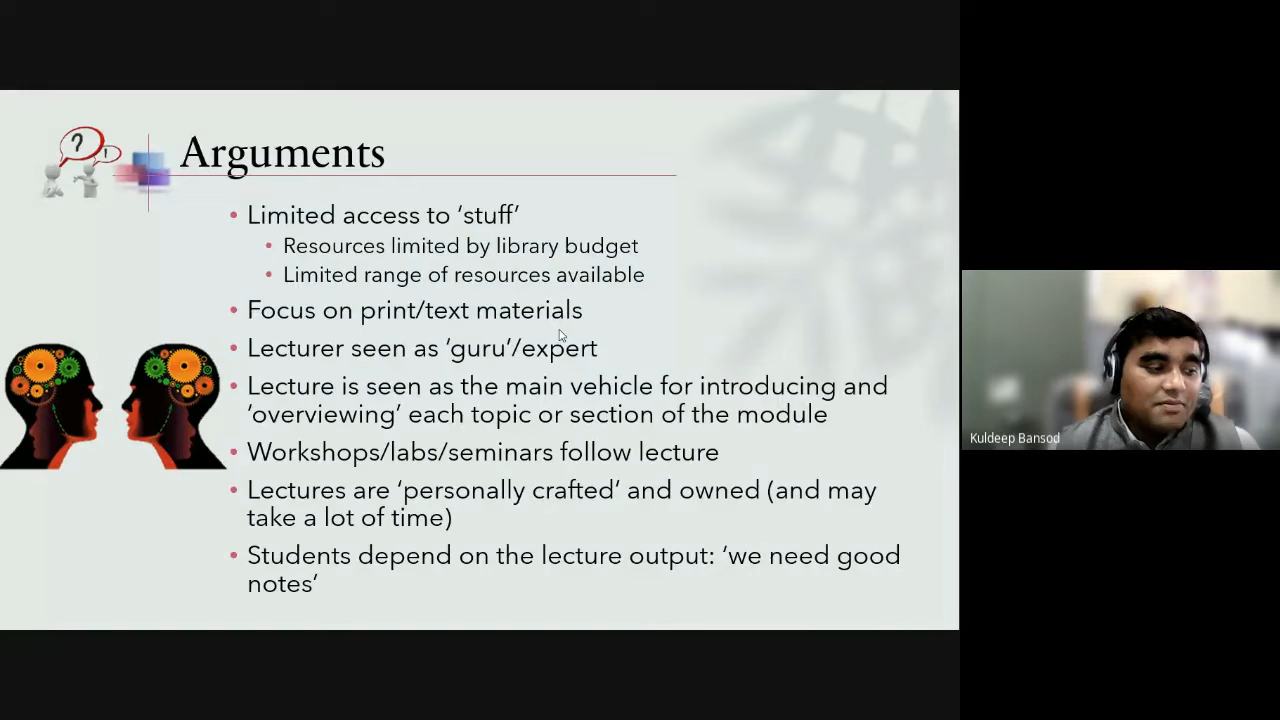 Arguments
• Limited access to ‘stuff’
• Resources limited by library budget
• Limited range of resources available
• Focus on print/text materials
• Lecturer seen as ‘guru’/expert
• Lecture is seen as the main vehicle for introducing and
‘overviewing’ each topic or section of the module
• Workshops/labs/seminars follow lecture
• Lectures are ‘personally crafted’ and owned (and may
take a lot of time)
• Students depend on the lecture output: ‘we need good
notes’
? !
Kuldeep Bansod